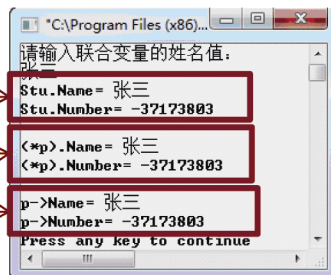 "C:\Program Files (x86)...
请输入联合变量的姓名值:
张三
Stu.Name= 张三
Stu.Number= -37173803
(*p).Name= 张三
(*p).Number= -37173803
p->Name= 张三
p->Number= -37173803
Press any key to continue